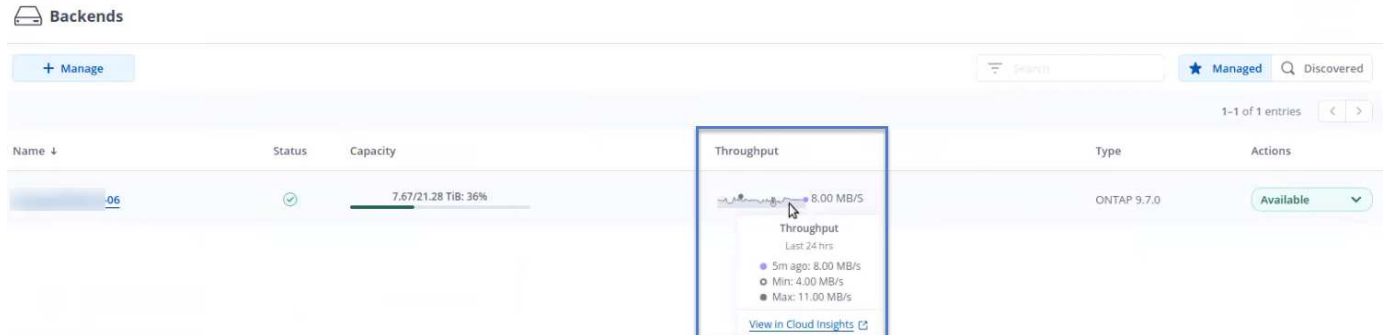 Backends
+ Manage
Search
Managed
Discovered
1-1 of 1 entries
Name Status Capacity Throughput Type Actions
-06 7.67/21.28 TiB: 36% 8.00 MB/S ONTAP 9.7.0 Available
Throughput
Last 24 hrs
5m ago: 8.00 MB/s
Min: 4.00 MB/s
Max: 11.00 MB/s
View in Cloud Insights